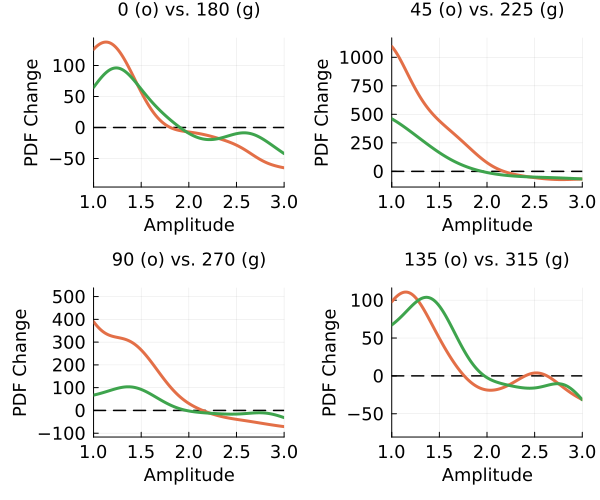 0 (o) vs. 180 (g)
PDF Change
100
50
0
−50
1.0 1.5 2.0 2.5 3.0
Amplitude
45 (o) vs. 225 (g)
PDF Change
1000
750
500
250
0
1.0 1.5 2.0 2.5 3.0
Amplitude
90 (o) vs. 270 (g)
PDF Change
500
400
300
200
100
0
−100
1.0 1.5 2.0 2.5 3.0
Amplitude
135 (o) vs. 315 (g)
PDF Change
100
50
0
−50
1.0 1.5 2.0 2.5 3.0
Amplitude